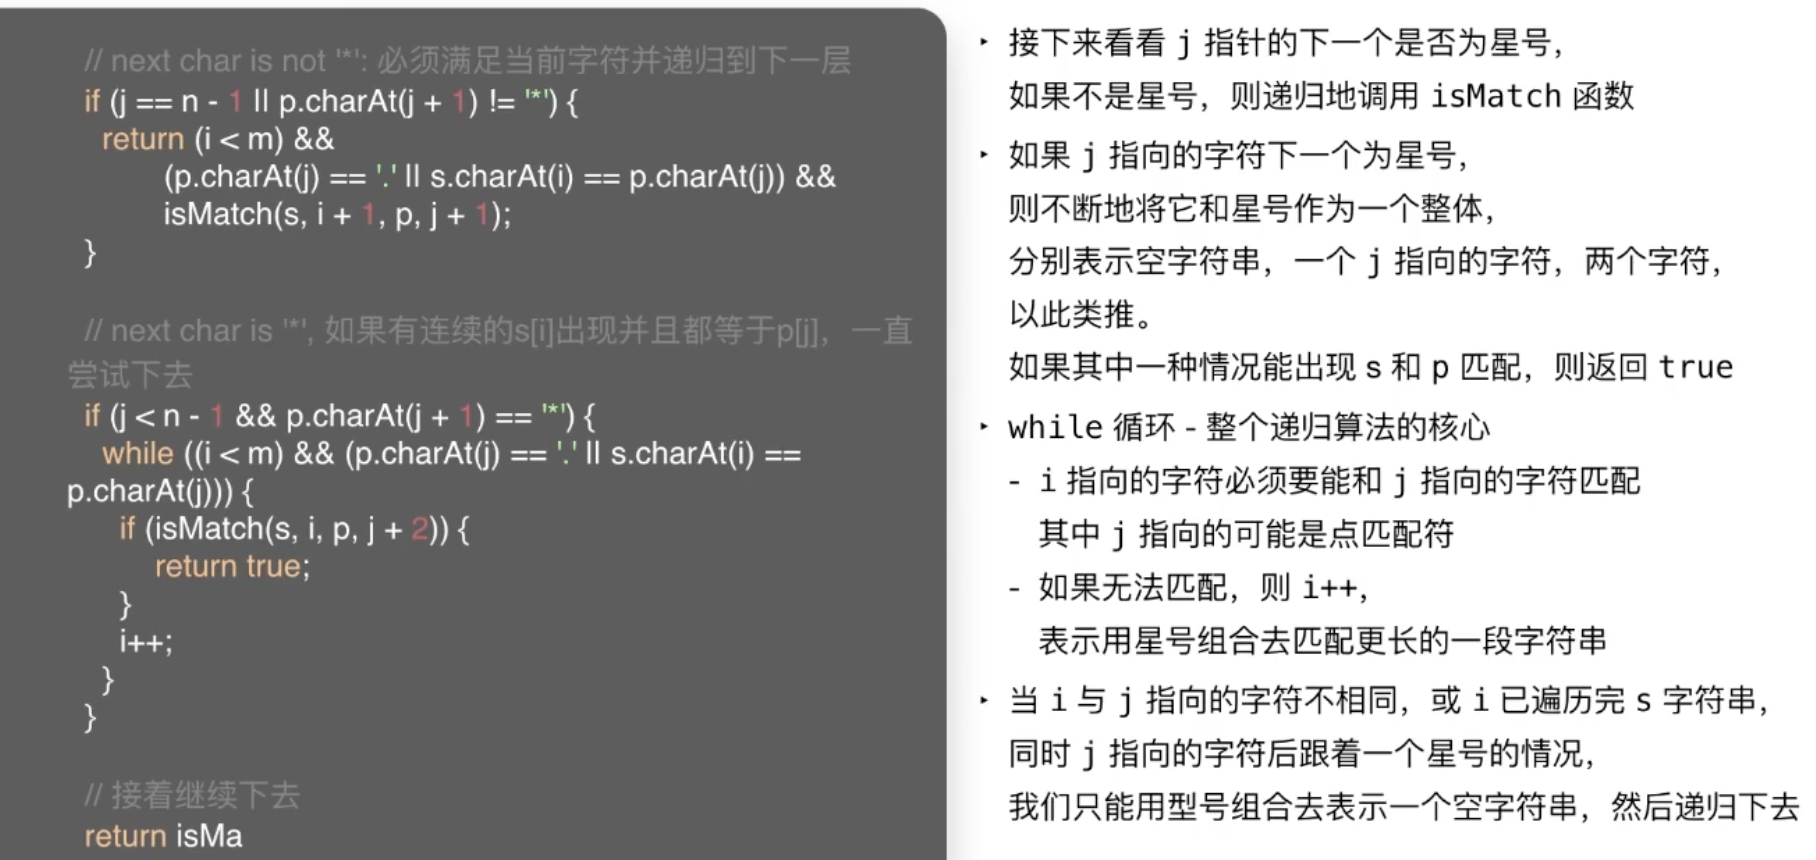 // next char is not '*': 必须满足当前字符并递归到下一层
if (j == n - 1 || p.charAt(j + 1) != '*') {
return (i < m) &&
(p.charAt(j) == '.' || s.charAt(i) == p.charAt(j)) &&
isMatch(s, i + 1, p, j + 1);
}
// next char is '*', 如果有连续的s[i]出现并且都等于p[j]，一直
尝试下去
if (j < n - 1 && p.charAt(j + 1) == '*') {
while ((i < m) && (p.charAt(j) == '.' || s.charAt(i) ==
p.charAt(j))) {
if (isMatch(s, i, p, j + 2)) {
return true;
}
i++;
}
}
// 接着继续下去
return isMa
‣ 接下来看看 j 指针的下一个是否为星号，
如果不是星号，则递归地调用 isMatch 函数
‣ 如果 j 指向的字符下一个为星号，
则不断地将它和星号作为一个整体，
分别表示空字符串，一个 j 指向的字符，两个字符，
以此类推。
如果其中一种情况能出现 s 和 p 匹配，则返回 true
‣ while 循环 - 整个递归算法的核心
- i 指向的字符必须要能和 j 指向的字符匹配
其中 j 指向的可能是点匹配符
- 如果无法匹配，则 i++，
表示用星号组合去匹配更长的一段字符串
‣ 当 i 与 j 指向的字符不相同，或 i 已遍历完 s 字符串，
同时 j 指向的字符后跟着一个星号的情况，
我们只能用型号组合去表示一个空字符串，然后递归下去